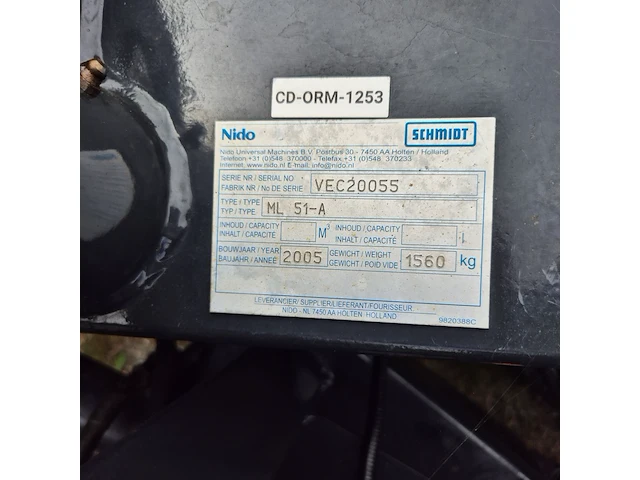 CD-ORM-1253
Nido SCHMIDT
Nido Universal Machines B.V. Postbus 30 - 7450 AA Holten / Holland
Telefoon +31 (0)548 370000 - Telefax +31 (0)548 370233
Internet: www.nido.nl E-mail: info@nido.nl
SERIE NR / SERIAL NO
FABRIK NR / No DE SERIE VEC20055
TYPE / TYPE
TYP / TYPE ML 51-A
INHOUD / CAPACITY
INHALT / CAPACITÉ M³ INHOUD / CAPACITY
INHALT / CAPACITÉ l
BOUWJAAR / YEAR
BAUJAHR / ANNÉE 2005 GEWICHT / WEIGHT
GEWICHT / POID VIDE 1560 kg
LEVERANCIER/ SUPPLIER/LIEFERANT/FOURISSEUR
NIDO - NL 7450 AA HOLTEN /HOLLAND
9820388C